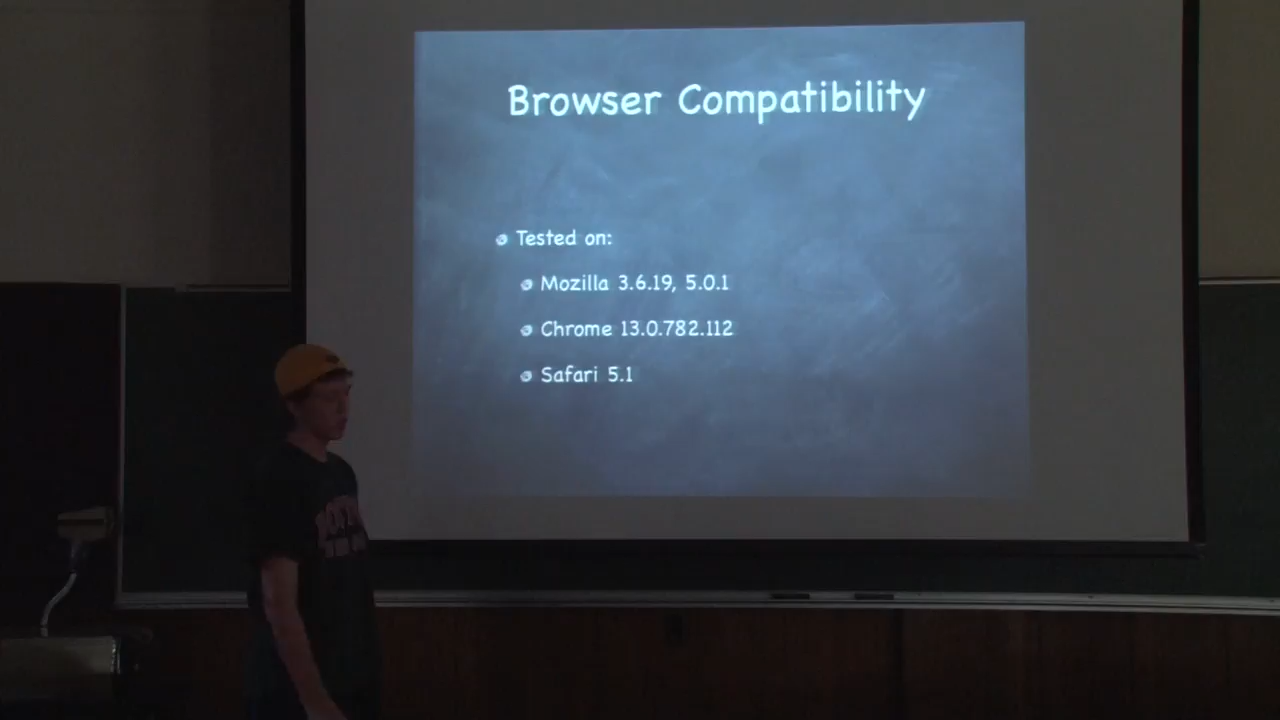 Browser Compatibility
Tested on:
Mozilla 3.6.19, 5.0.1
Chrome 13.0.782.112
Safari 5.1